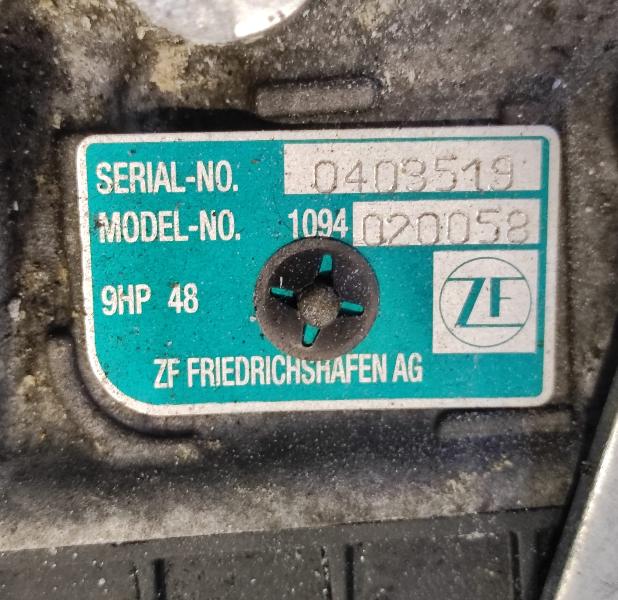 SERIAL-NO. 0403519
MODEL-NO. 1094 020058
9HP 48
ZF
ZF FRIEDRICHSHAFEN AG